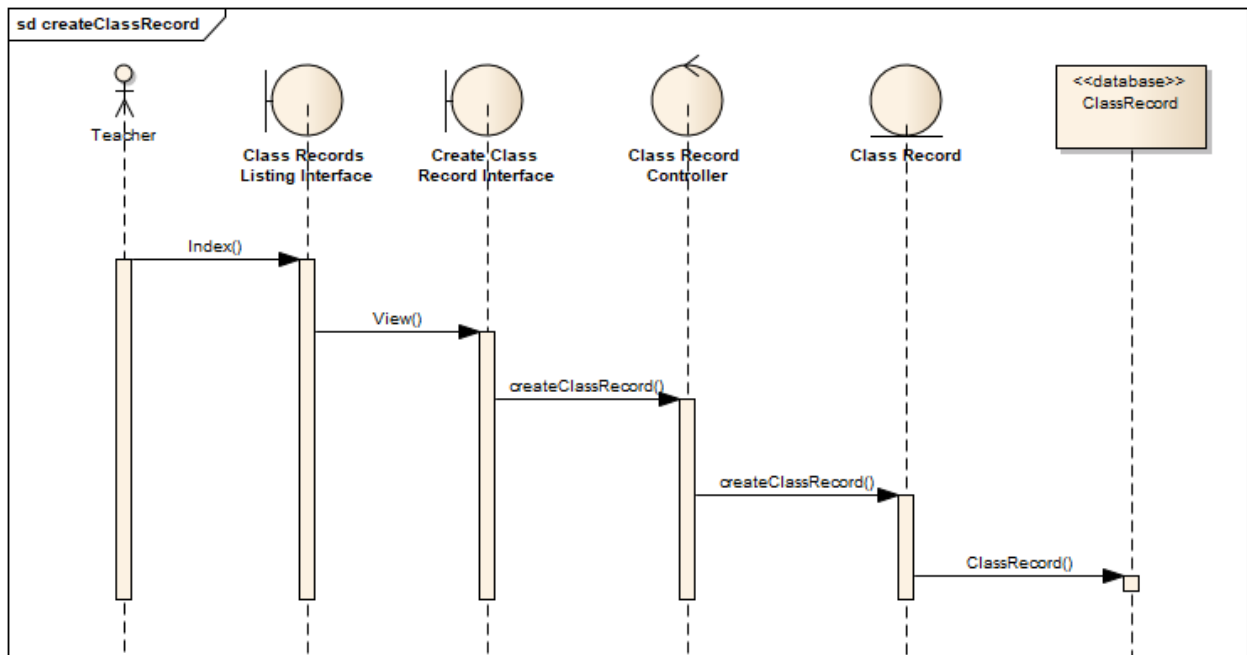 sd createClassRecord
Teacher
Class Records
Listing Interface
Create Class
Record Interface
Class Record
Controller
Class Record
<<database>>
ClassRecord
Index()
View()
createClassRecord()
createClassRecord()
ClassRecord()